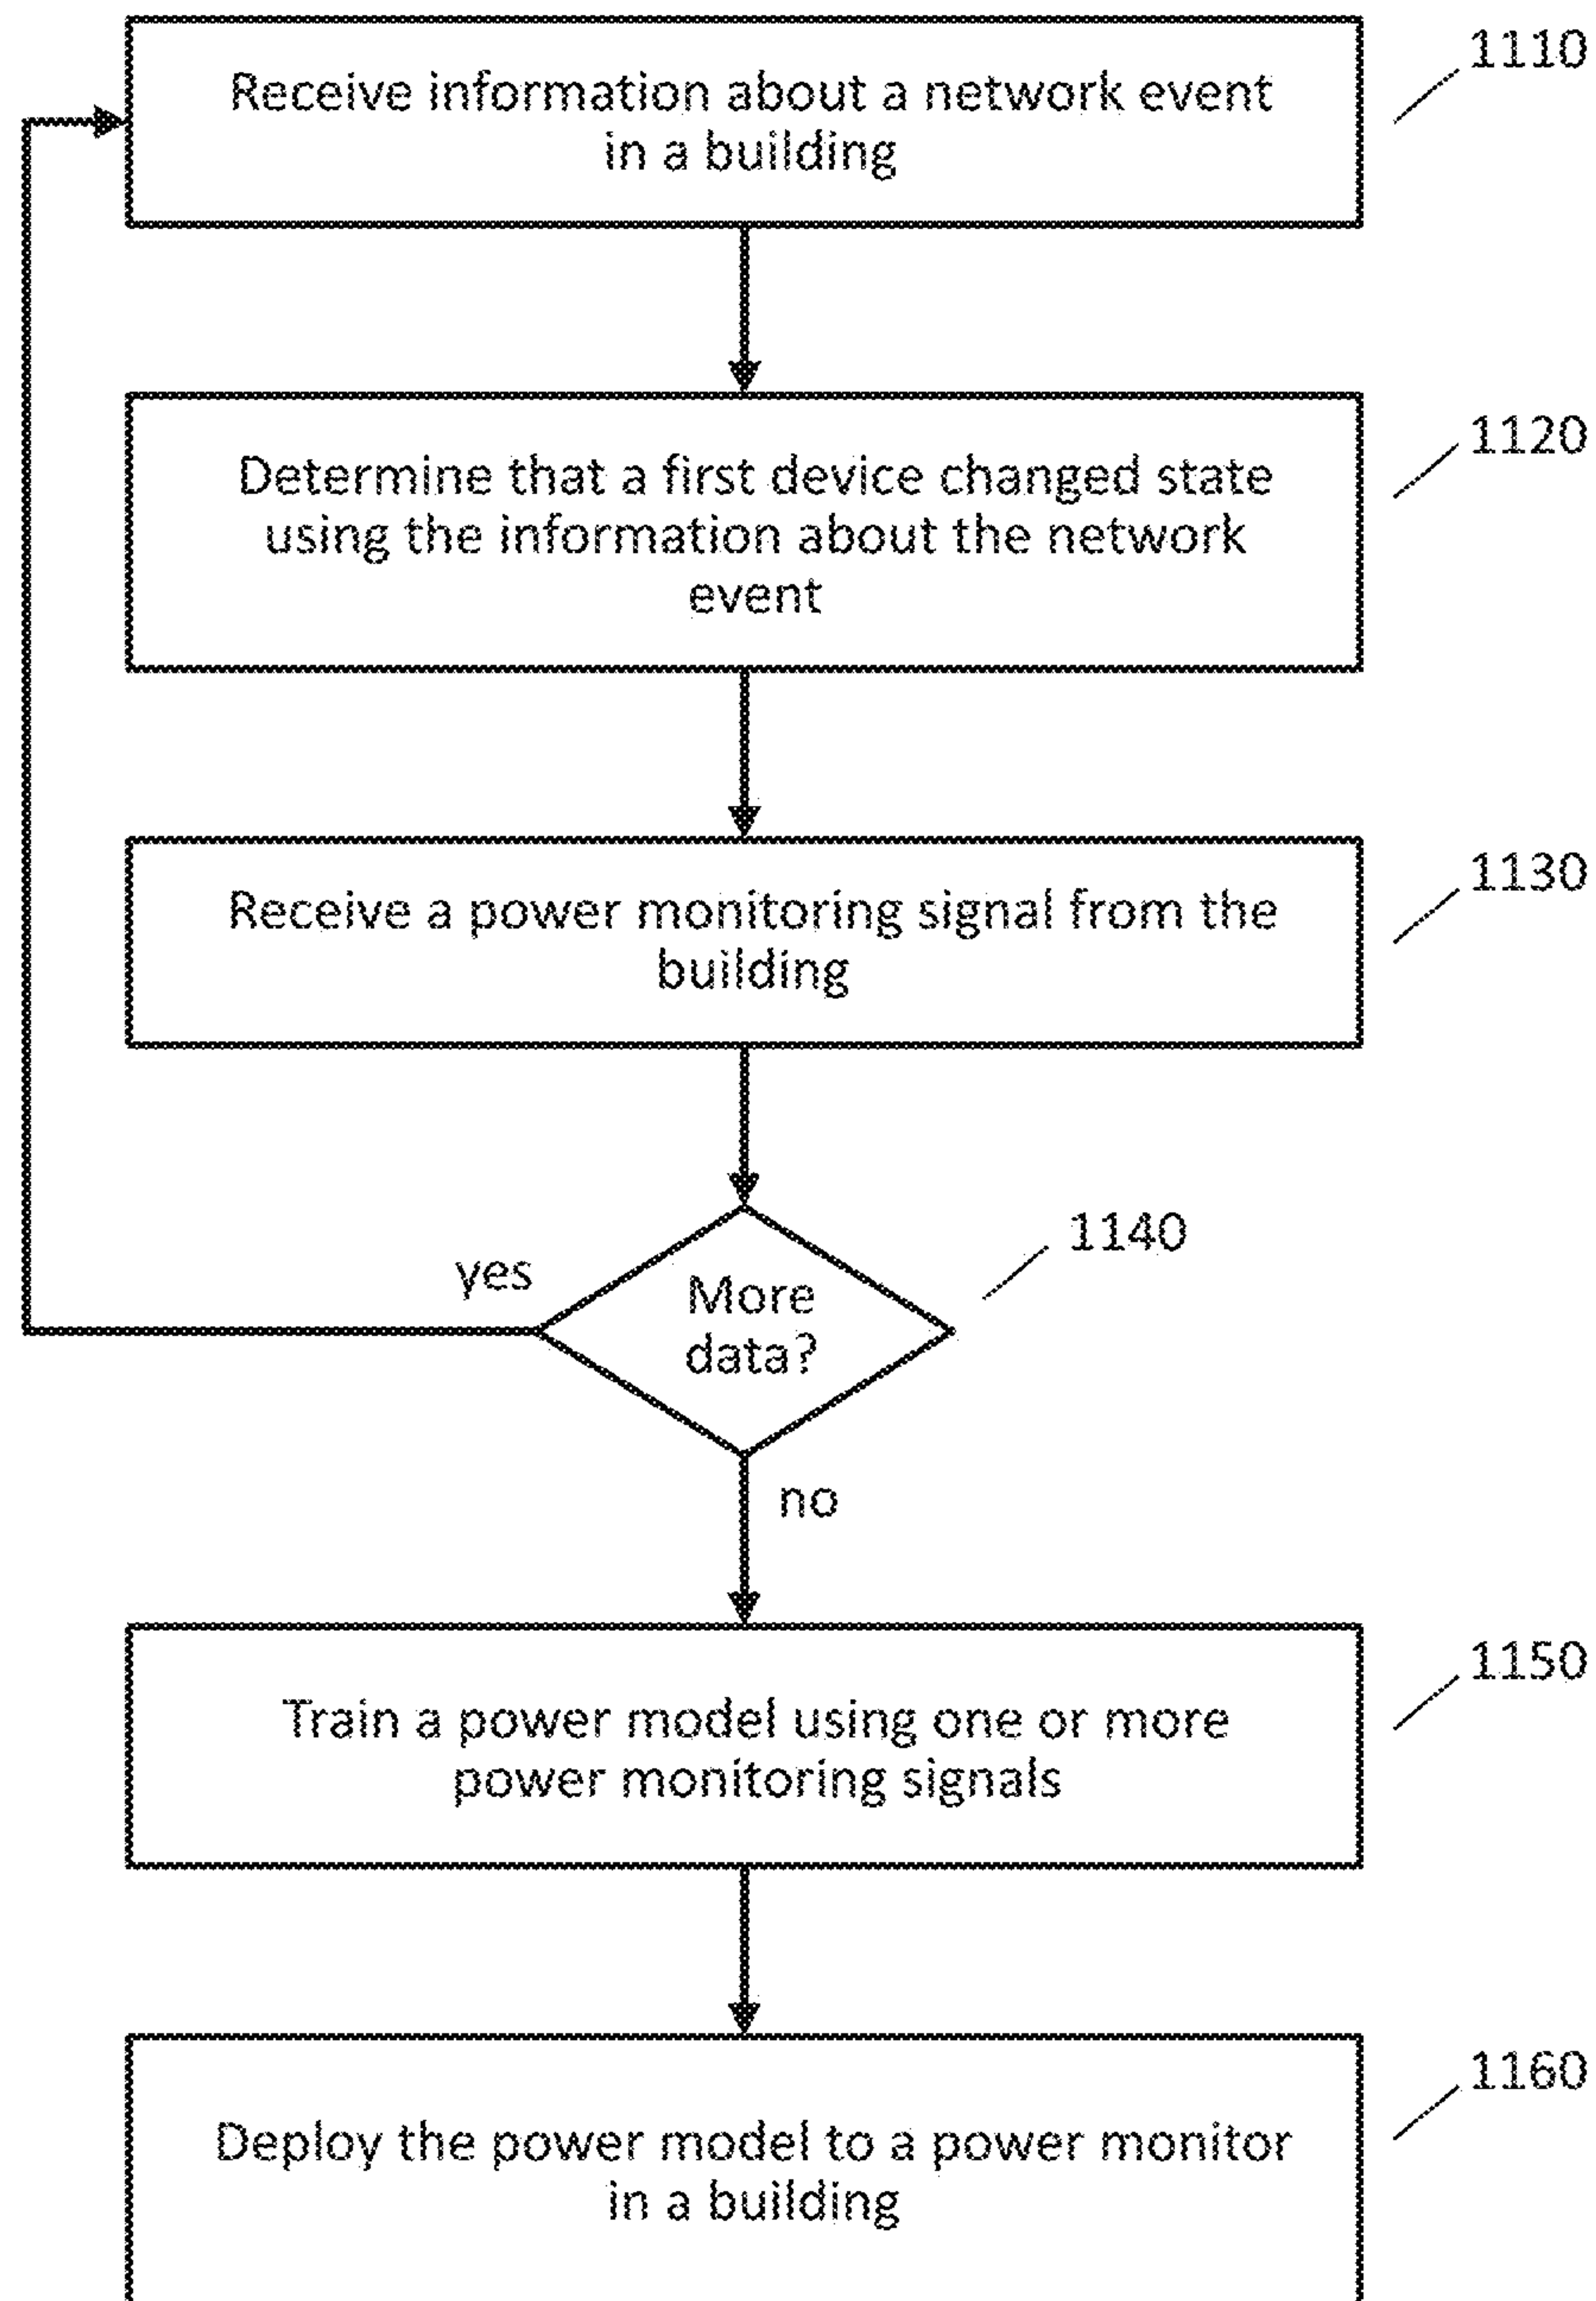 Receive information about a network event
in a building
1110
Determine that a first device changed state
using the information about the network
event
1120
Receive a power monitoring signal from the
building
1130
yes
More
data?
1140
no
Train a power model using one or more
power monitoring signals
1150
Deploy the power model to a power monitor
in a building
1160